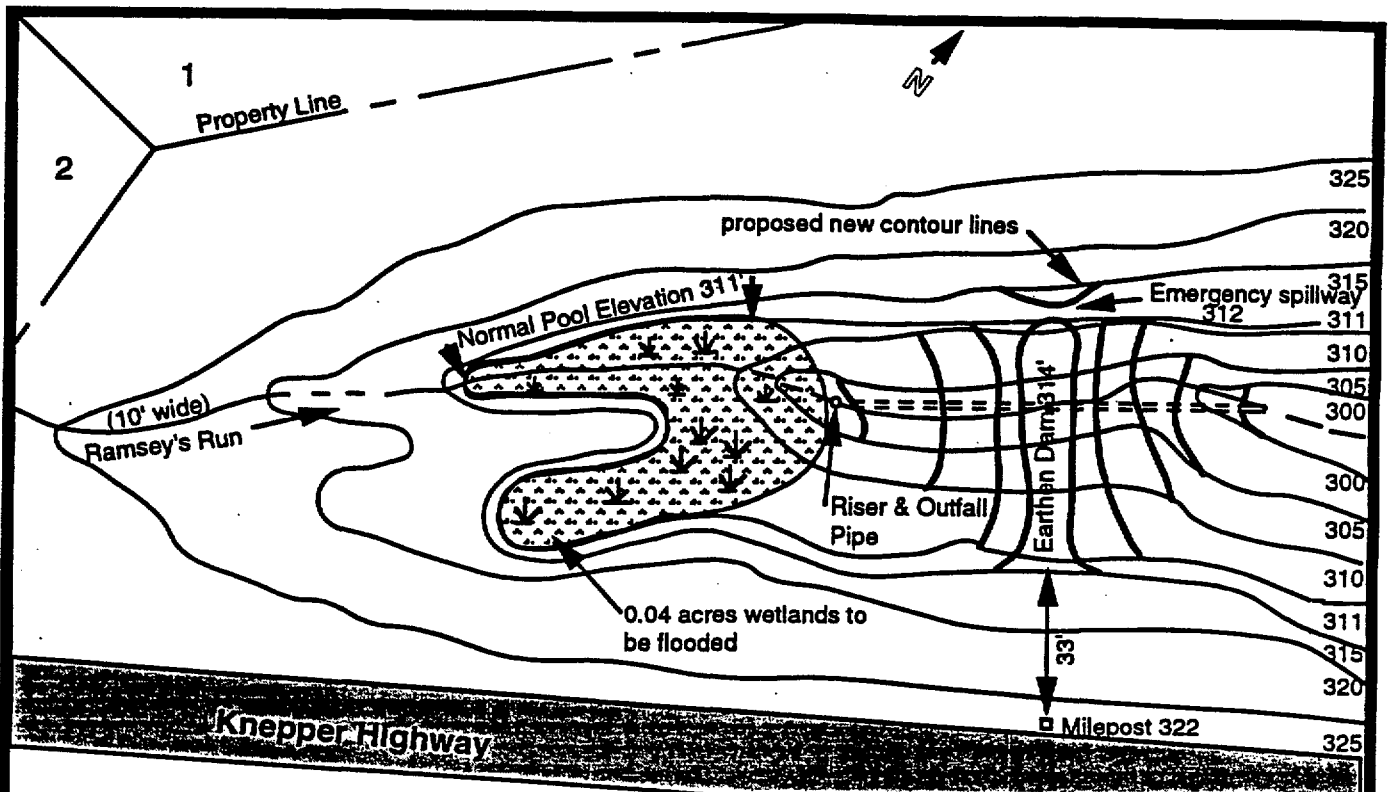 1
Property Line
N
2
325
320
proposed new contour lines
315
Normal Pool Elevation 311'
Emergency spillway
312
311
310
305
300
(10' wide)
Ramsey's Run
Earthen Dam 314'
300
Riser & Outfall
Pipe
305
310
0.04 acres wetlands to
be flooded
311
33'
315
320
Knepper Highway
Milepost 322
325